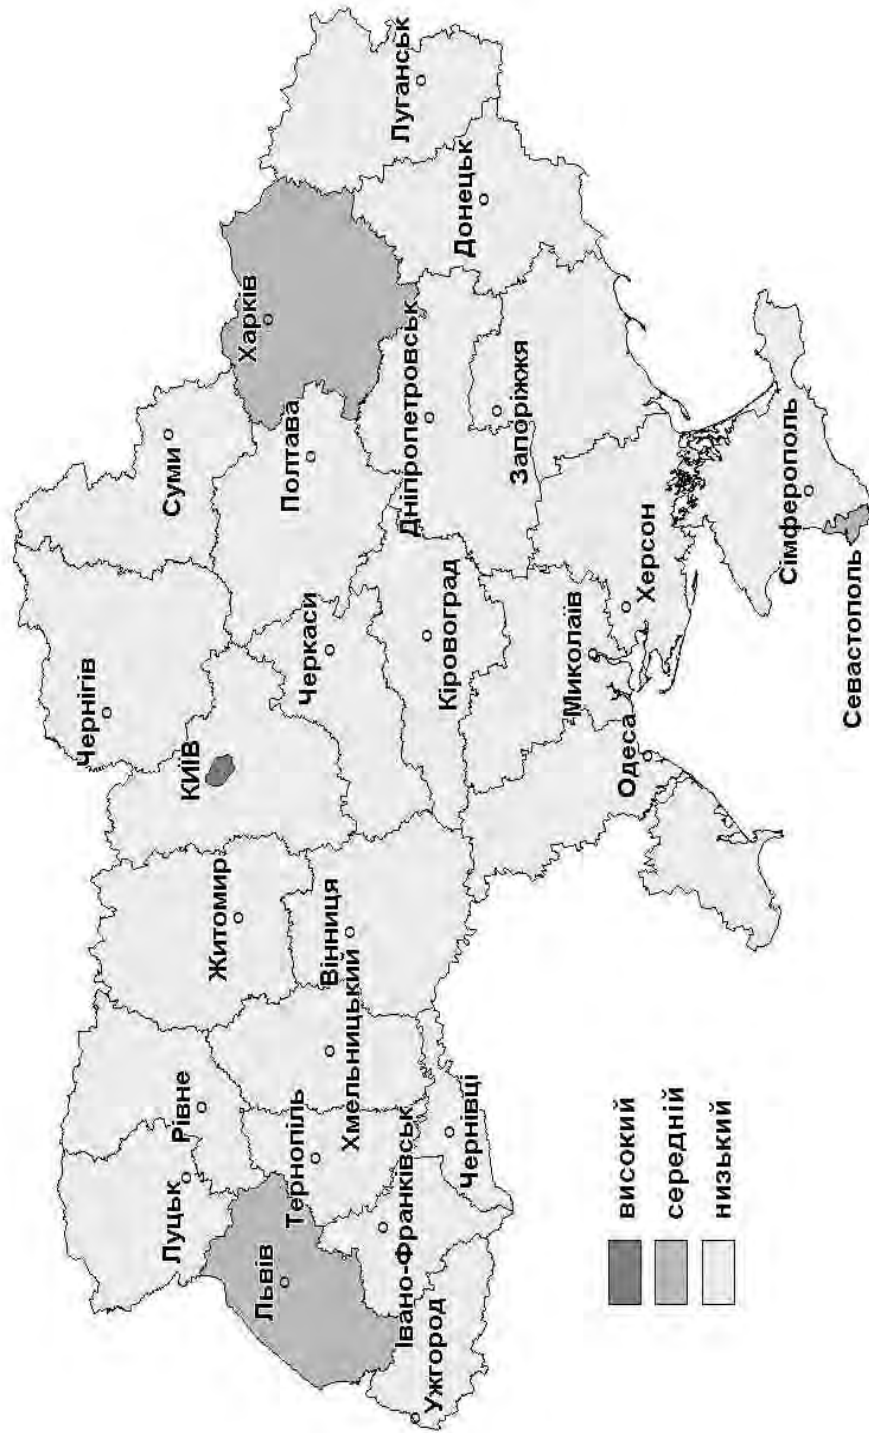 Чернігів
Суми
Луцьк
Рівне
Житомир
КИЇВ
Харків
Львів
Тернопіль
Хмельницький
Вінниця
Черкаси
Полтава
Луганськ
Ужгород
Івано-Франківськ
Чернівці
Кіровоград
Дніпропетровськ
Донецьк
Запоріжжя
Миколаїв
Одеса
Херсон
Сімферополь
Севастополь
високий
середній
низький